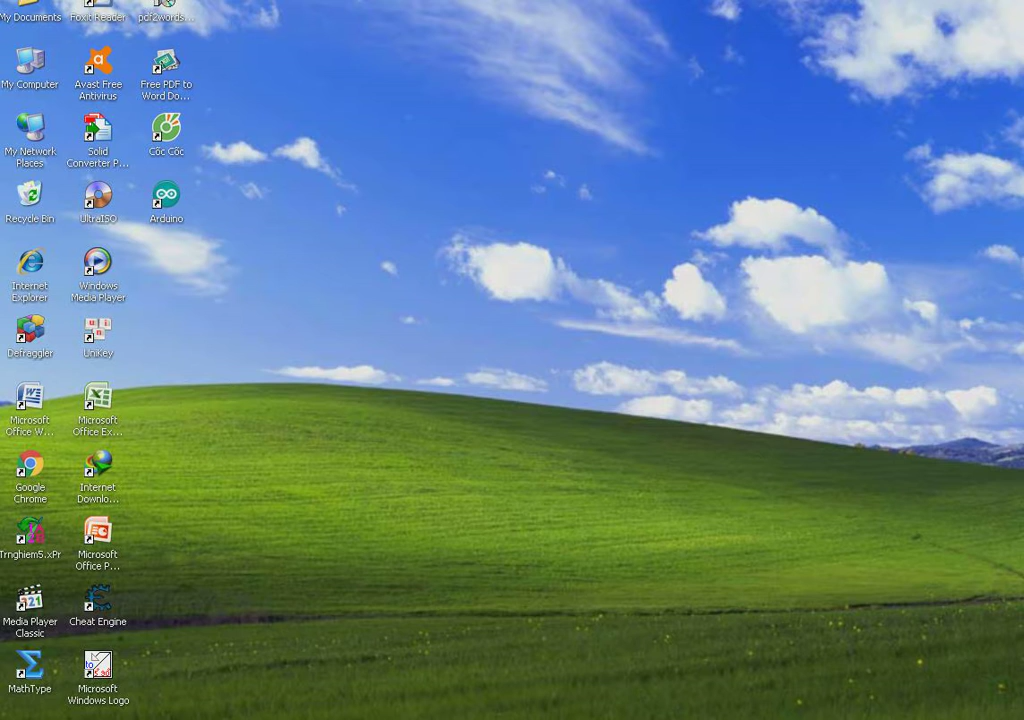 My Documents
Foxit Reader
pdf2words...
My Computer
Avast Free
Antivirus
Free PDF to
Word Do...
My Network
Places
Solid
Converter P...
Cốc Cốc
Recycle Bin
UltraISO
Arduino
Internet
Explorer
Windows
Media Player
Defraggler
UniKey
Microsoft
Office W...
Microsoft
Office Ex...
Google
Chrome
Internet
Downlo...
Trnghiem5.xPr
Microsoft
Office P...
Media Player
Classic
Cheat Engine
MathType
Microsoft
Windows Logo